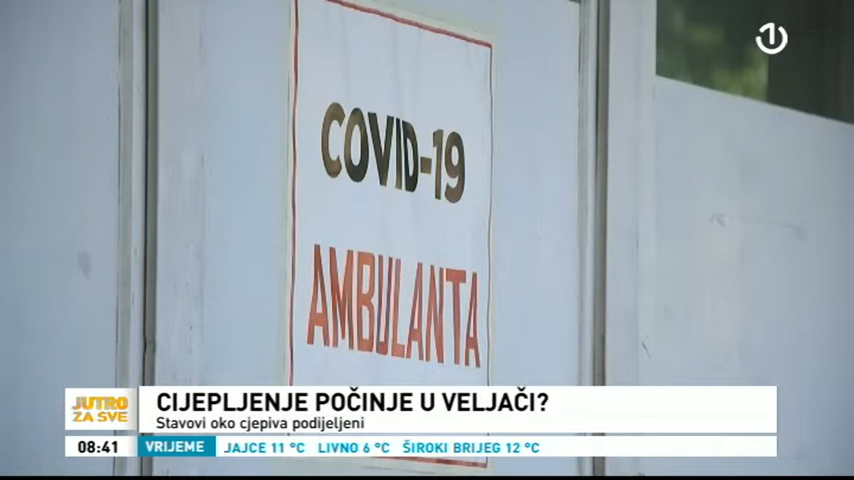 1
COVID-19
AMBULANTA
JUTRO
ZA SVE
CIJEPLJENJE POČINJE U VELJAČI?
Stavovi oko cjepiva podijeljeni
08:41 VRIJEME JAJCE 11 °C LIVNO 6 °C ŠIROKI BRIJEG 12 °C